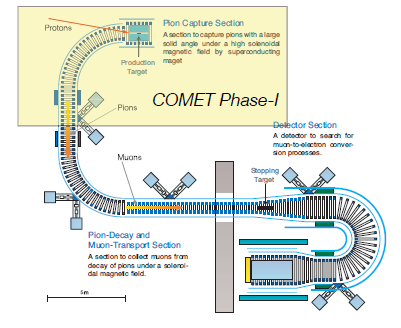 Protons
Pion Capture Section
A section to capture pions with a large
solid angle under a high solenoidal
magnetic field by superconducting
maget
Production
Target
COMET Phase-I
Pions
Detector Section
A detector to search for
muon-to-electron conver-
sion processes.
Muons
Stopping
Target
Pion-Decay and
Muon-Transport Section
A section to collect muons from
decay of pions under a solenoi-
dal magnetic field.
5m